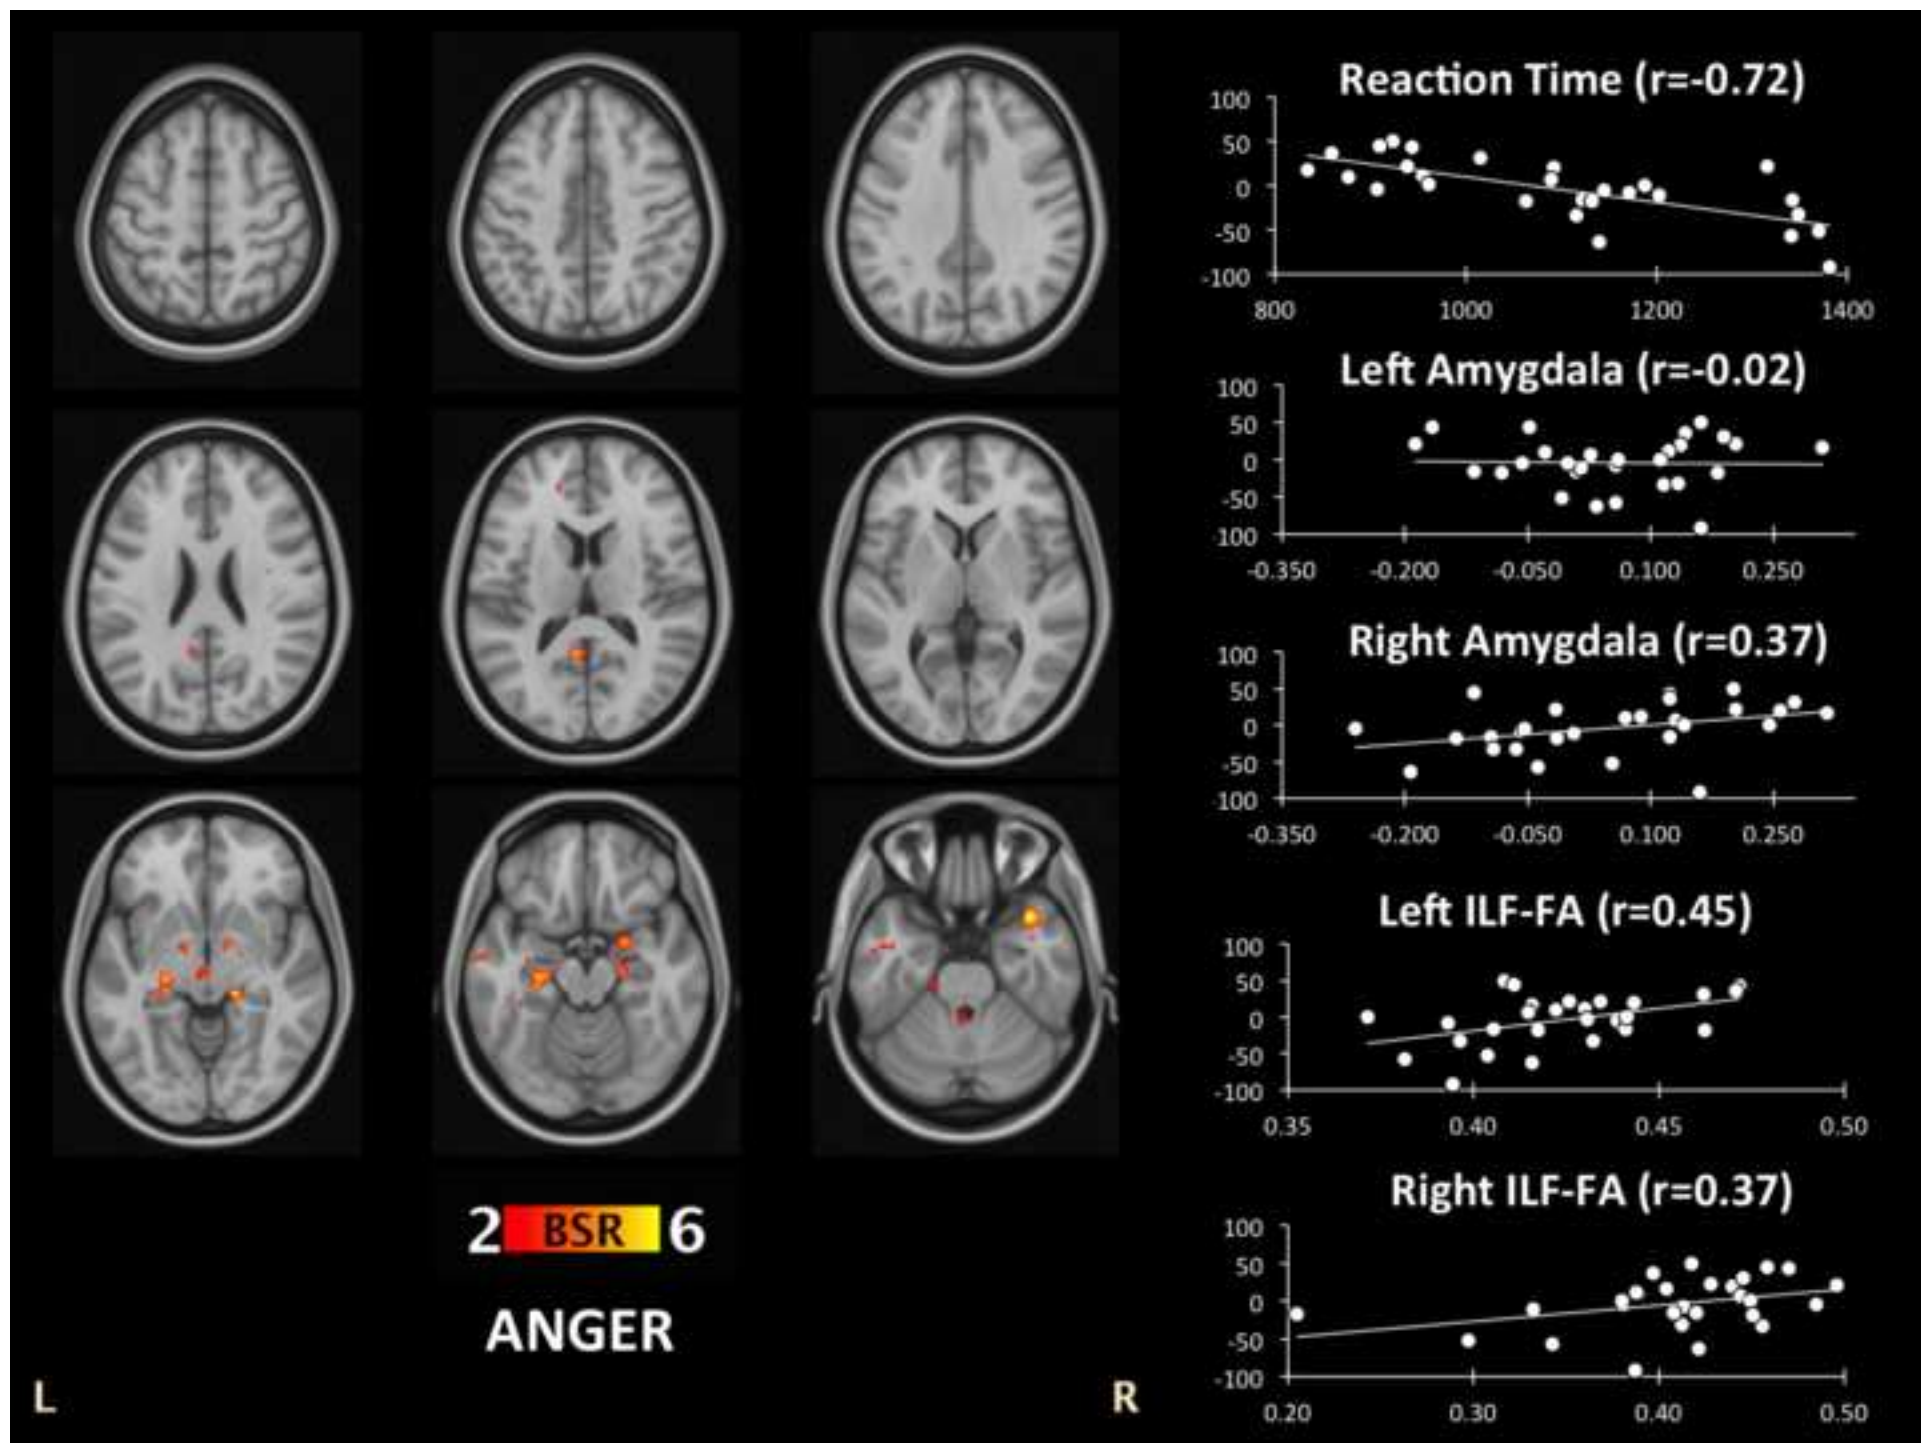 Reaction Time (r=-0.72)
100
50
0
-50
-100
800 1000 1200 1400
Left Amygdala (r=-0.02)
100
50
0
-50
100
-0.350 -0.200 -0.050 0.100 0.250
Right Amygdala (r=0.37)
100
50
0
-50
100
-0.350 -0.200 -0.050 0.100 0.250
Left ILF-FA (r=0.45)
100
50
0
-50
-100
0.35 0.40 0.45 0.50
Right ILF-FA (r=0.37)
100
50
0
-50
-100
0.20 0.30 0.40 0.50
2 BSR 6
ANGER
L R